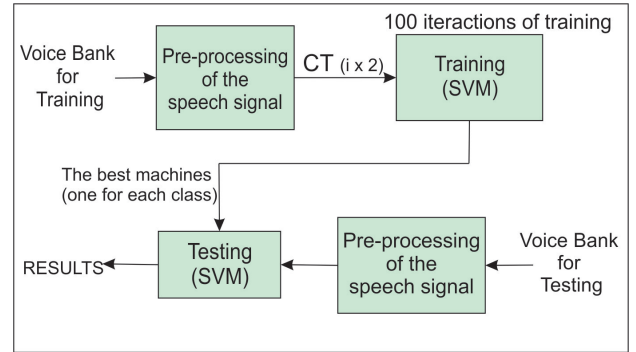 100 iteractions of training
Voice Bank
for
Training
Pre-processing
of the
speech signal
CT (i x 2)
Training
(SVM)
The best machines
(one for each class)
RESULTS
Testing
(SVM)
Pre-processing
of the
speech signal
Voice Bank
for
Testing